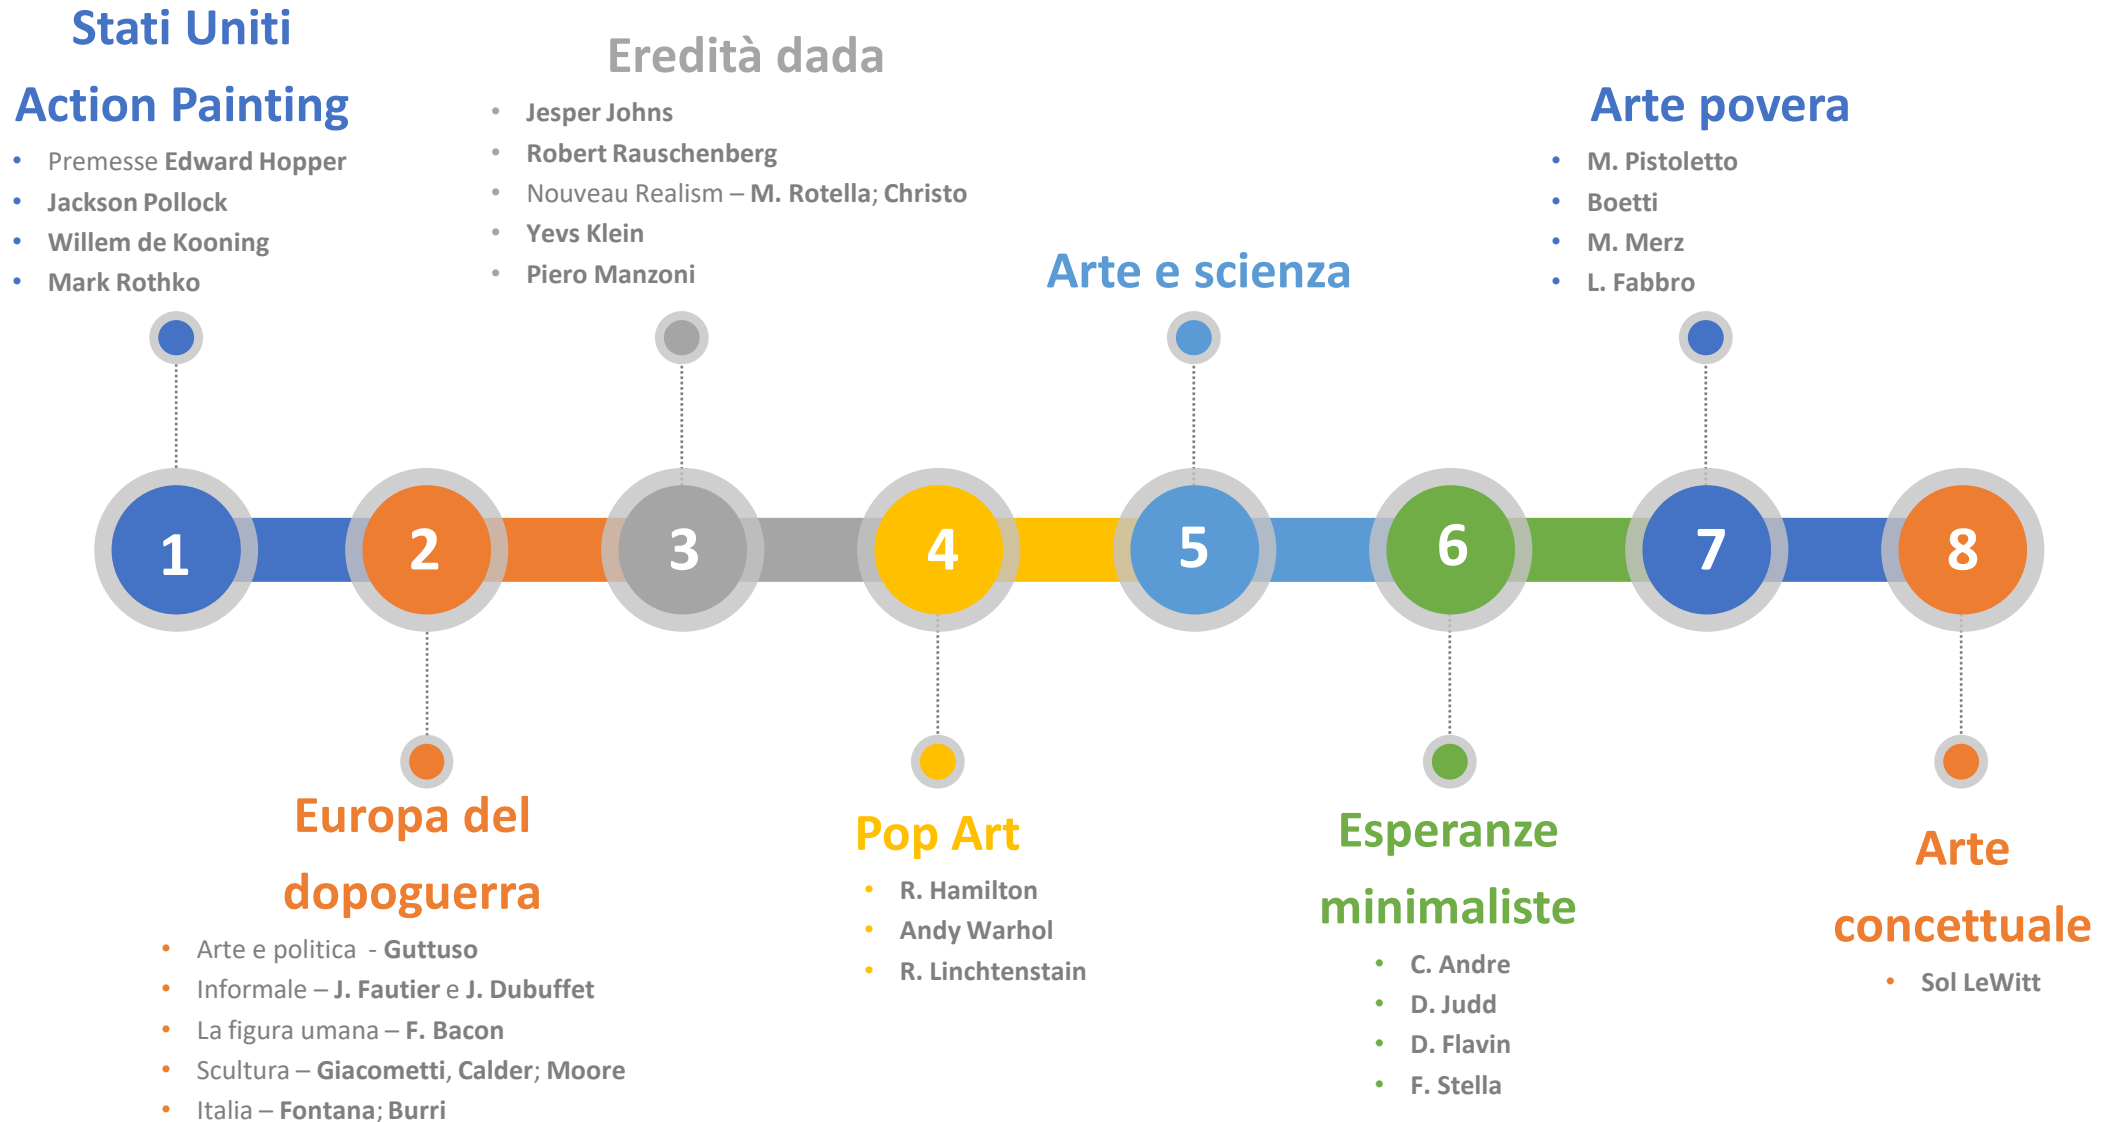 Stati Uniti
Action Painting
• Premesse Edward Hopper
• Jackson Pollock
• Willem de Kooning
• Mark Rothko
Eredità dada
• Jesper Johns
• Robert Rauschenberg
• Nouveau Realism – M. Rotella; Christo
• Yevs Klein
• Piero Manzoni
Arte e scienza
Arte povera
• M. Pistoletto
• Boetti
• M. Merz
• L. Fabbro
1
2
3
4
5
6
7
8
Europa del
dopoguerra
• Arte e politica - Guttuso
• Informale – J. Fautier e J. Dubuffet
• La figura umana – F. Bacon
• Scultura – Giacometti, Calder; Moore
• Italia – Fontana; Burri
Pop Art
• R. Hamilton
• Andy Warhol
• R. Linchtenstain
Esperanze
minimaliste
• C. Andre
• D. Judd
• D. Flavin
• F. Stella
Arte
concettuale
• Sol LeWitt